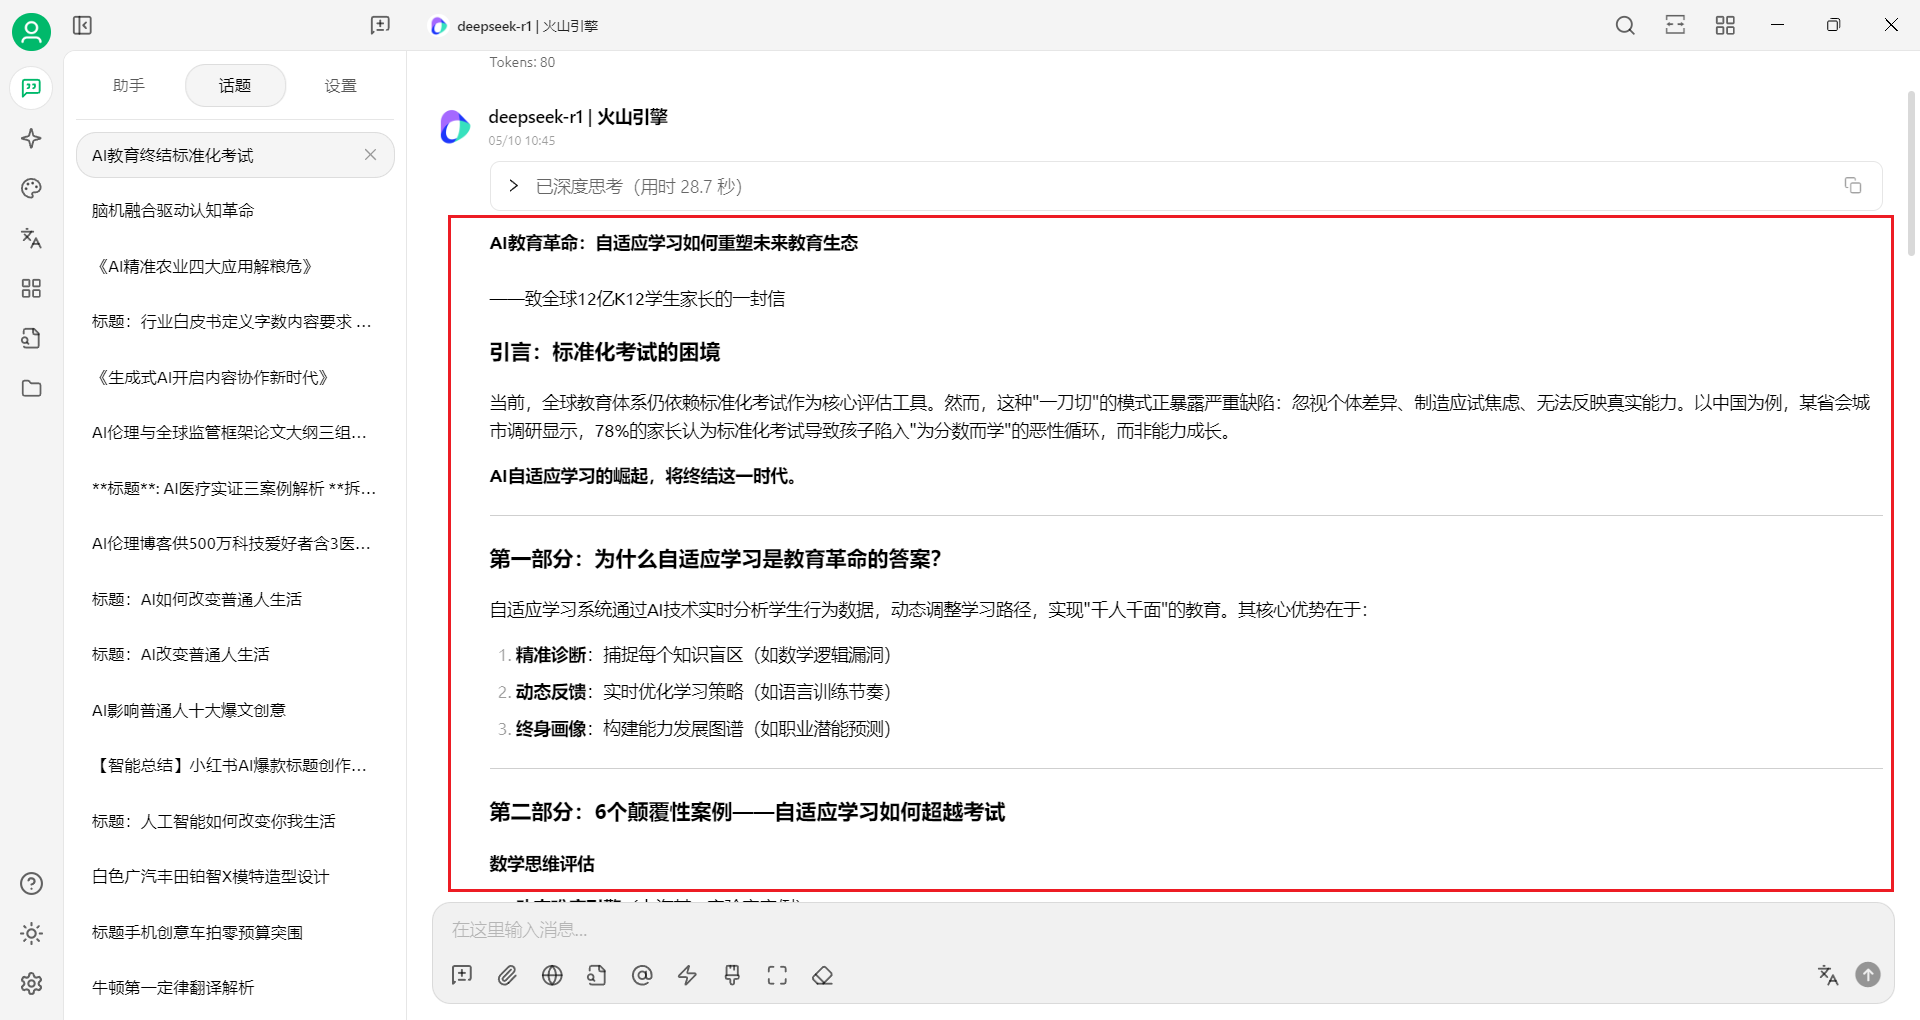 deepseek-r1 | 火山引擎
助手
话题
设置
AI教育终结标准化考试
脑机融合驱动认知革命
《AI精准农业四大应用解粮危》
标题：行业白皮书定义字数内容要求 ...
《生成式AI开启内容协作新时代》
AI伦理与全球监管框架论文大纲三组...
**标题**: AI医疗实证三案例解析 **拆...
AI伦理博客供500万科技爱好者含3医...
标题：AI如何改变普通人生活
标题：AI改变普通人生活
AI影响普通人十大爆文创意
【智能总结】小红书AI爆款标题创作...
标题：人工智能如何改变你我生活
白色广汽丰田铂智X模特造型设计
标题手机创意车拍零预算突围
牛顿第一定律翻译解析
Tokens: 80
deepseek-r1 | 火山引擎
05/10 10:45
已深度思考（用时 28.7 秒）
AI教育革命：自适应学习如何重塑未来教育生态
——致全球12亿K12学生家长的一封信
引言：标准化考试的困境
当前，全球教育体系仍依赖标准化考试作为核心评估工具。然而，这种"一刀切"的模式正暴露严重缺陷：忽视个体差异、制造应试焦虑、无法反映真实能力。以中国为例，某省会城
市调研显示，78%的家长认为标准化考试导致孩子陷入"为分数而学"的恶性循环，而非能力成长。
AI自适应学习的崛起，将终结这一时代。
第一部分：为什么自适应学习是教育革命的答案？
自适应学习系统通过AI技术实时分析学生行为数据，动态调整学习路径，实现"千人千面"的教育。其核心优势在于：
1. 精准诊断：捕捉每个知识盲区（如数学逻辑漏洞）
2. 动态反馈：实时优化学习策略（如语言训练节奏）
3. 终身画像：构建能力发展图谱（如职业潜能预测）
第二部分：6个颠覆性案例——自适应学习如何超越考试
数学思维评估
在这里输入消息...